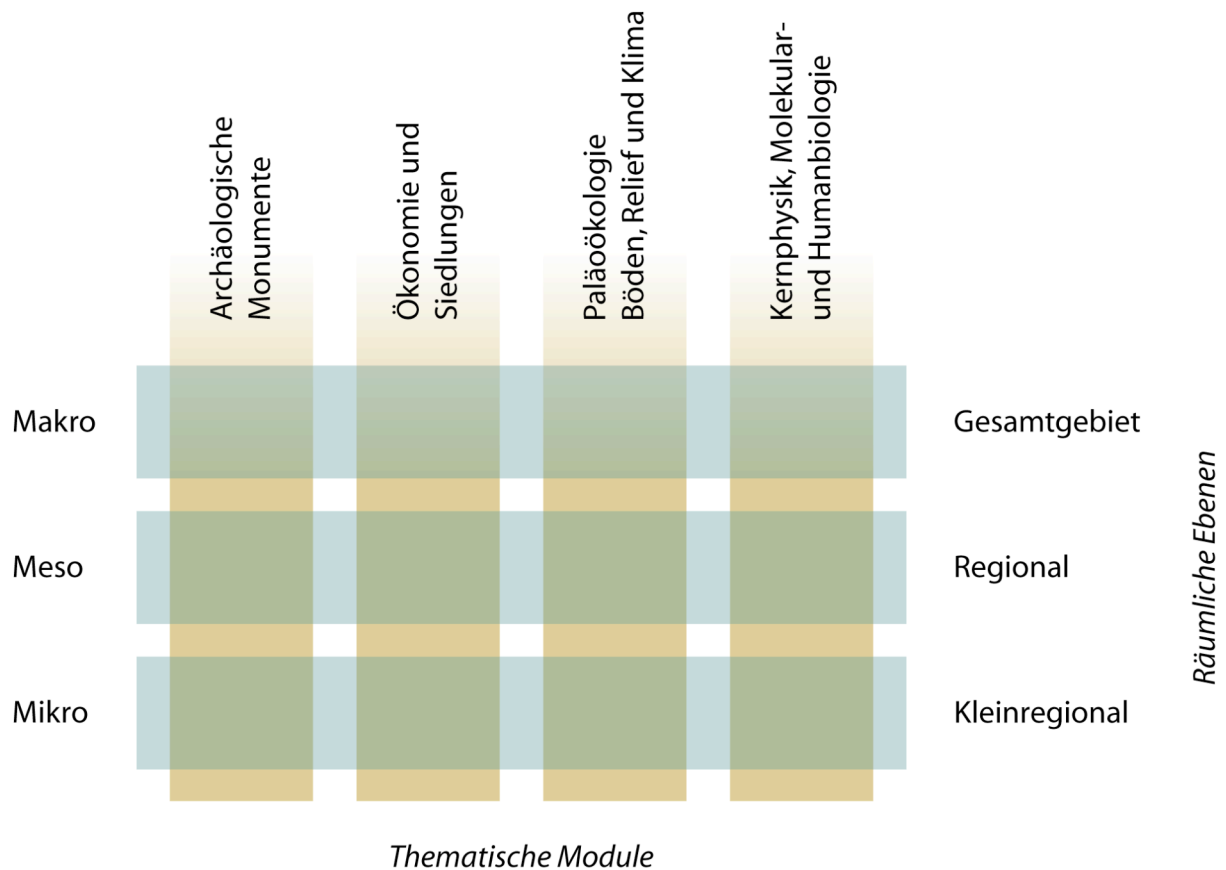 Archäologische
Monumente
Ökonomie und
Siedlungen
Paläoökologie
Böden, Relief und Klima
Kernphysik, Molekular-
und Humanbiologie
Makro
Gesamtgebiet
Meso
Regional
Mikro
Kleinregional
Räumliche Ebenen
Thematische Module